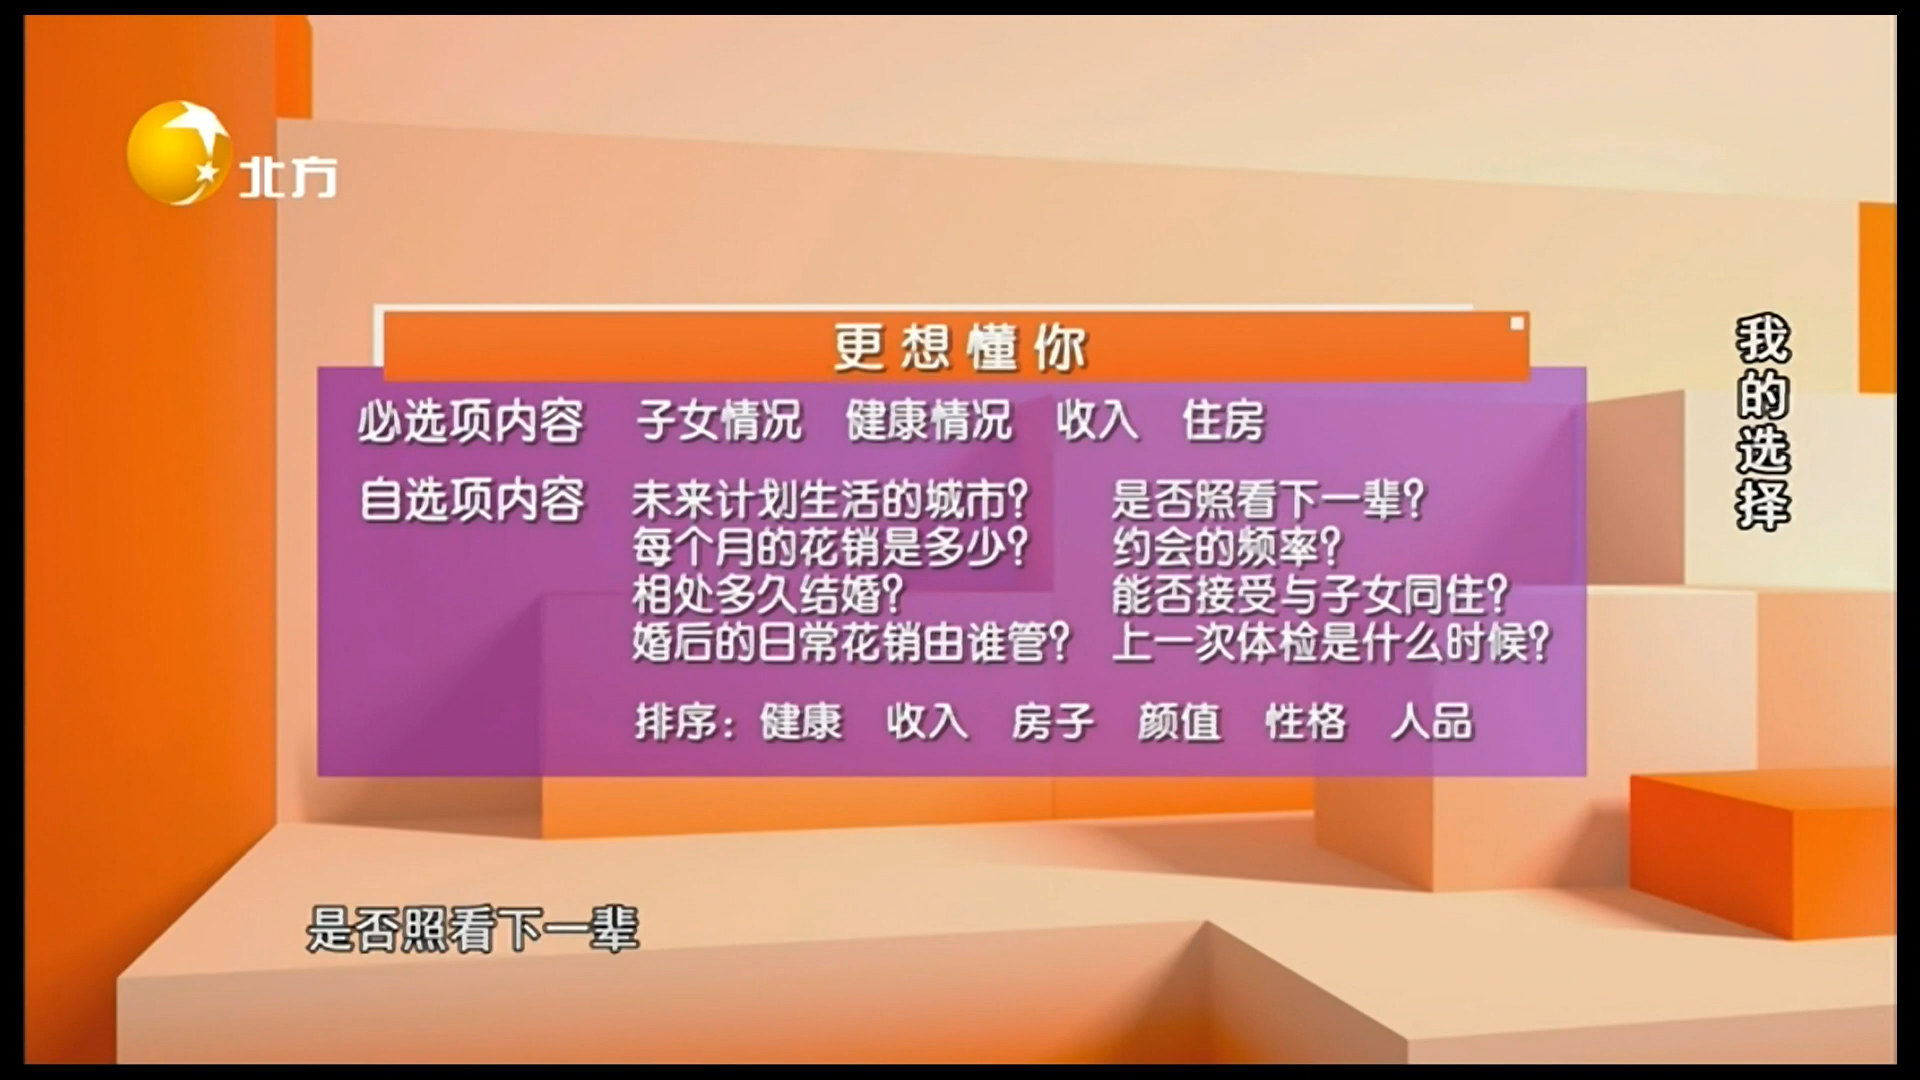 北方
更想懂你
必选项内容 子女情况 健康情况 收入 住房
自选项内容 未来计划生活的城市？ 是否照看下一辈？
每个月的花销是多少？ 约会的频率？
相处多久结婚？ 能否接受与子女同住？
婚后的日常花销由谁管？ 上一次体检是什么时候？
排序：健康 收入 房子 颜值 性格 人品
我的选择
是否照看下一辈